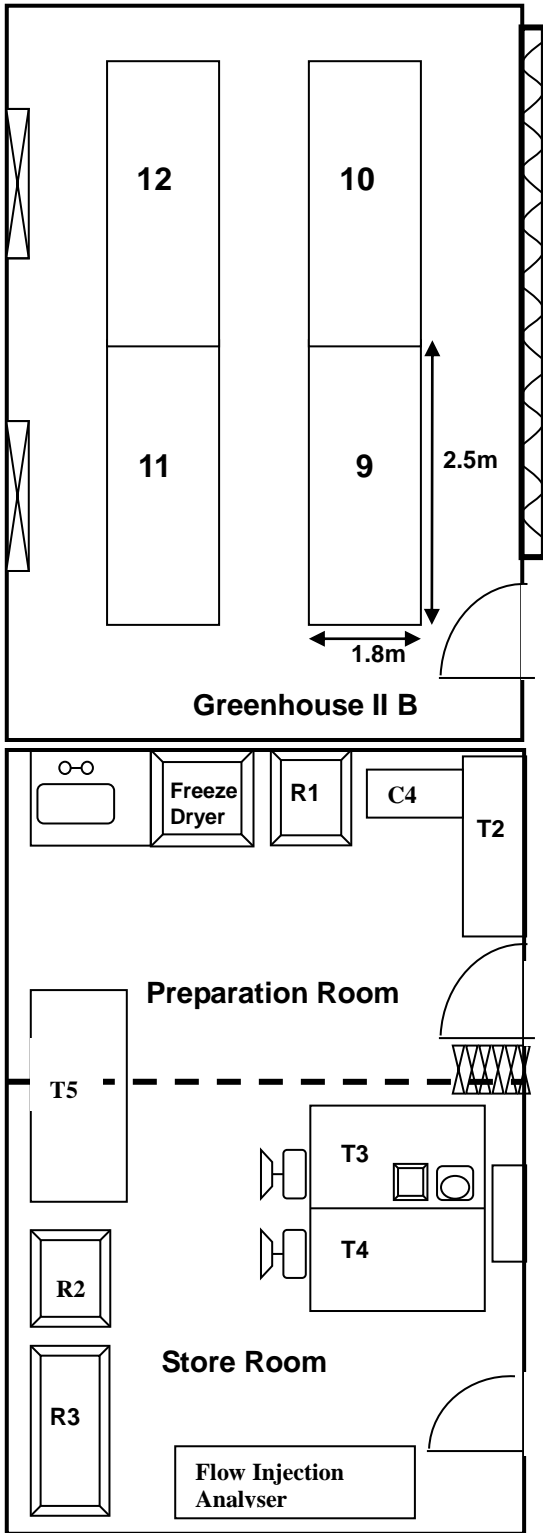 12
10
11
9
2.5m
1.8m
Greenhouse II B
Freeze
Dryer
R1
C4
T2
Preparation Room
T5
T3
T4
R2
Store Room
R3
Flow Injection
Analyser